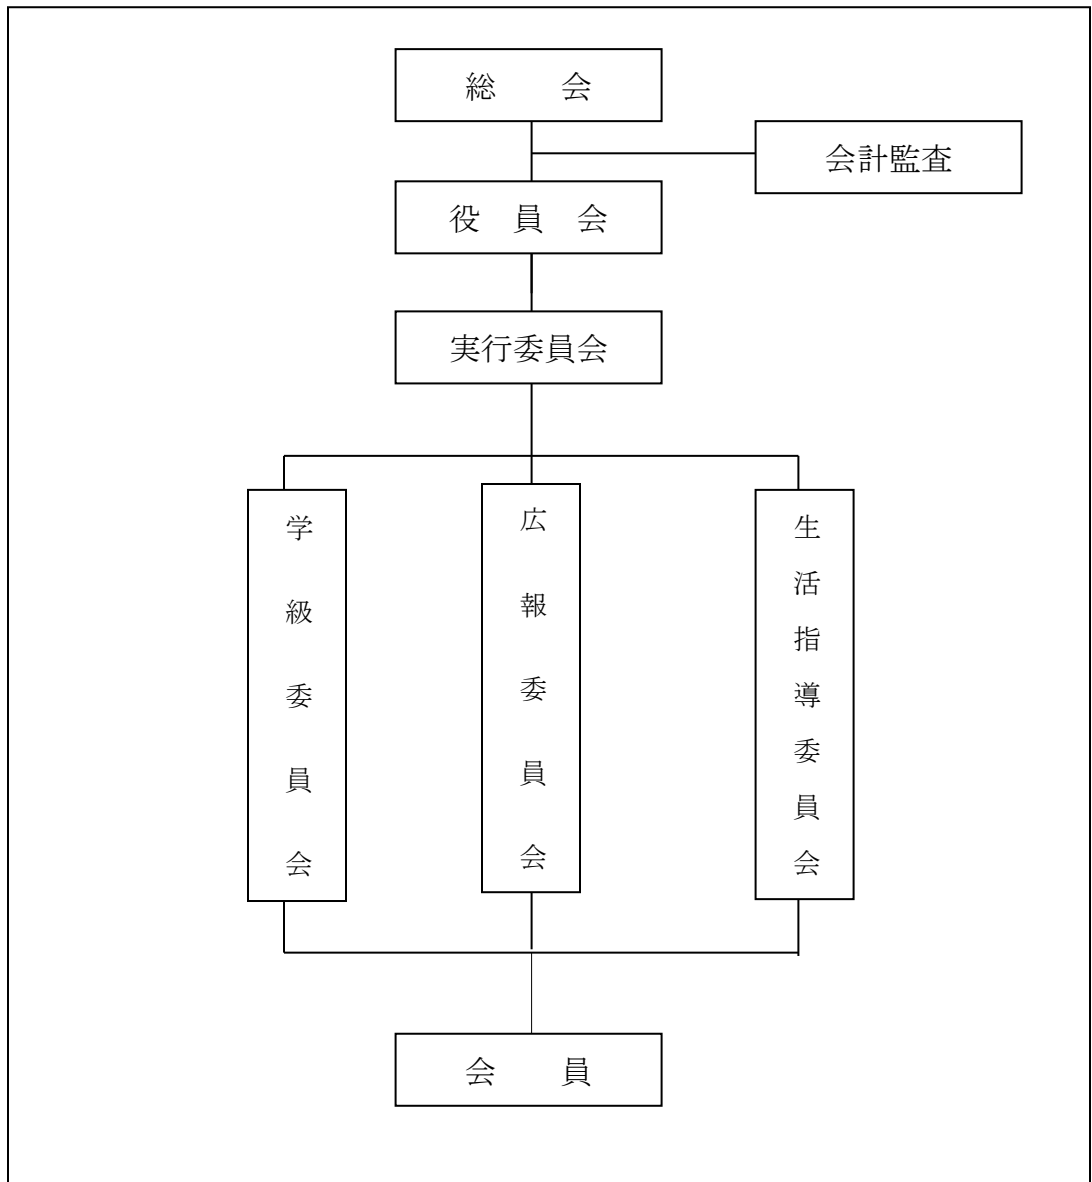 総　会
会計監査
役　員　会
実行委員会
学級委員会
広報委員会
生活指導委員会
会　員